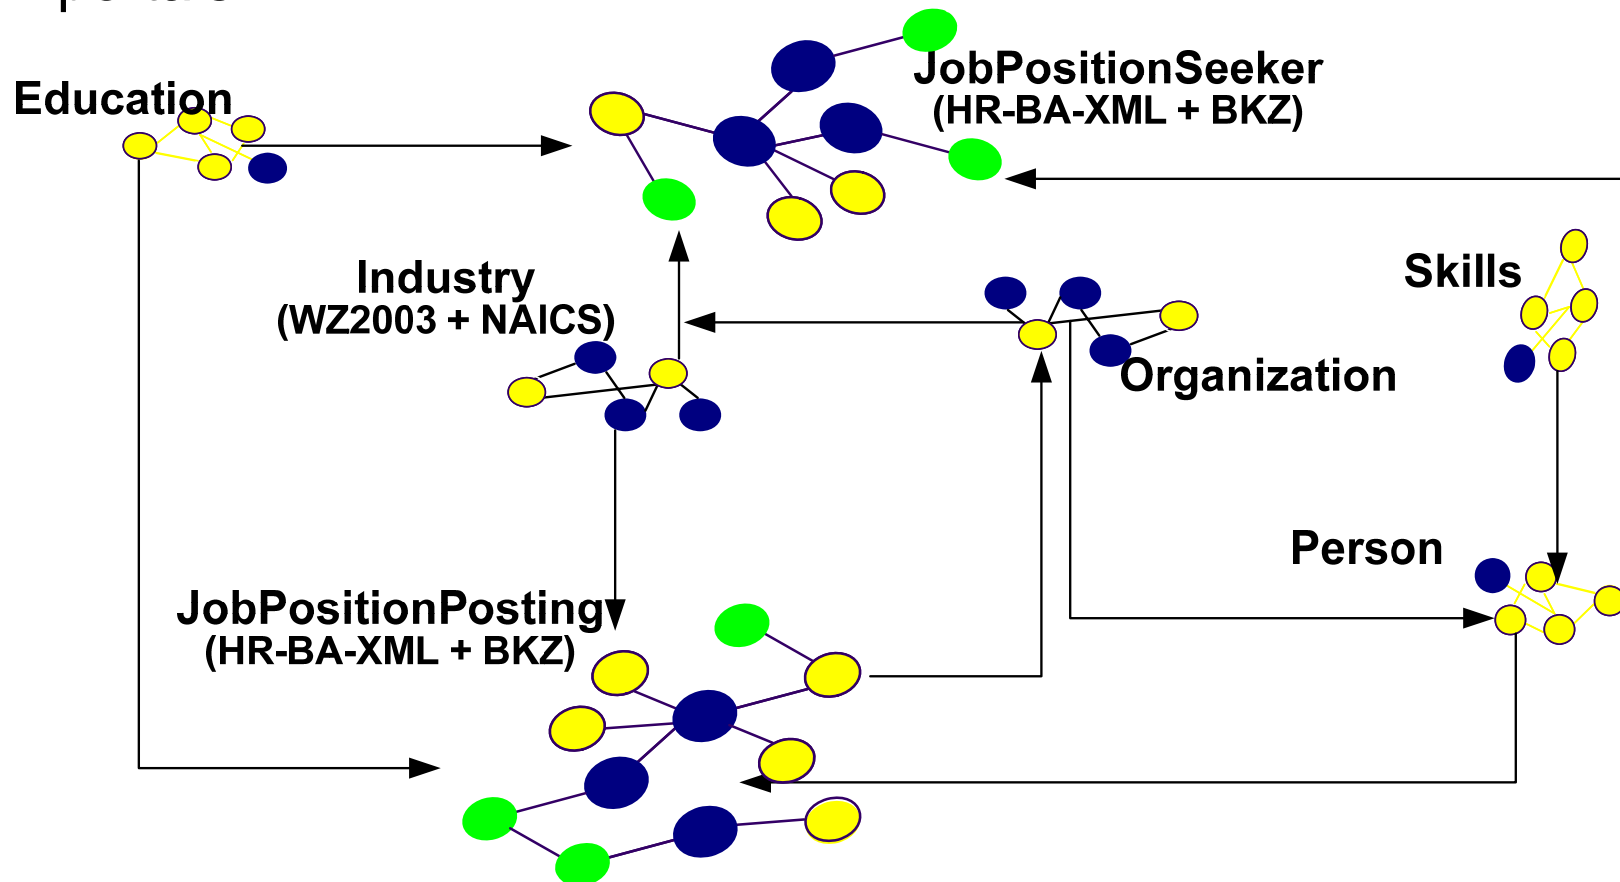 JobPositionSeeker
(HR-BA-XML + BKZ)
Education
Industry
(WZ2003 + NAICS)
Skills
Organization
Person
JobPositionPosting
(HR-BA-XML + BKZ)